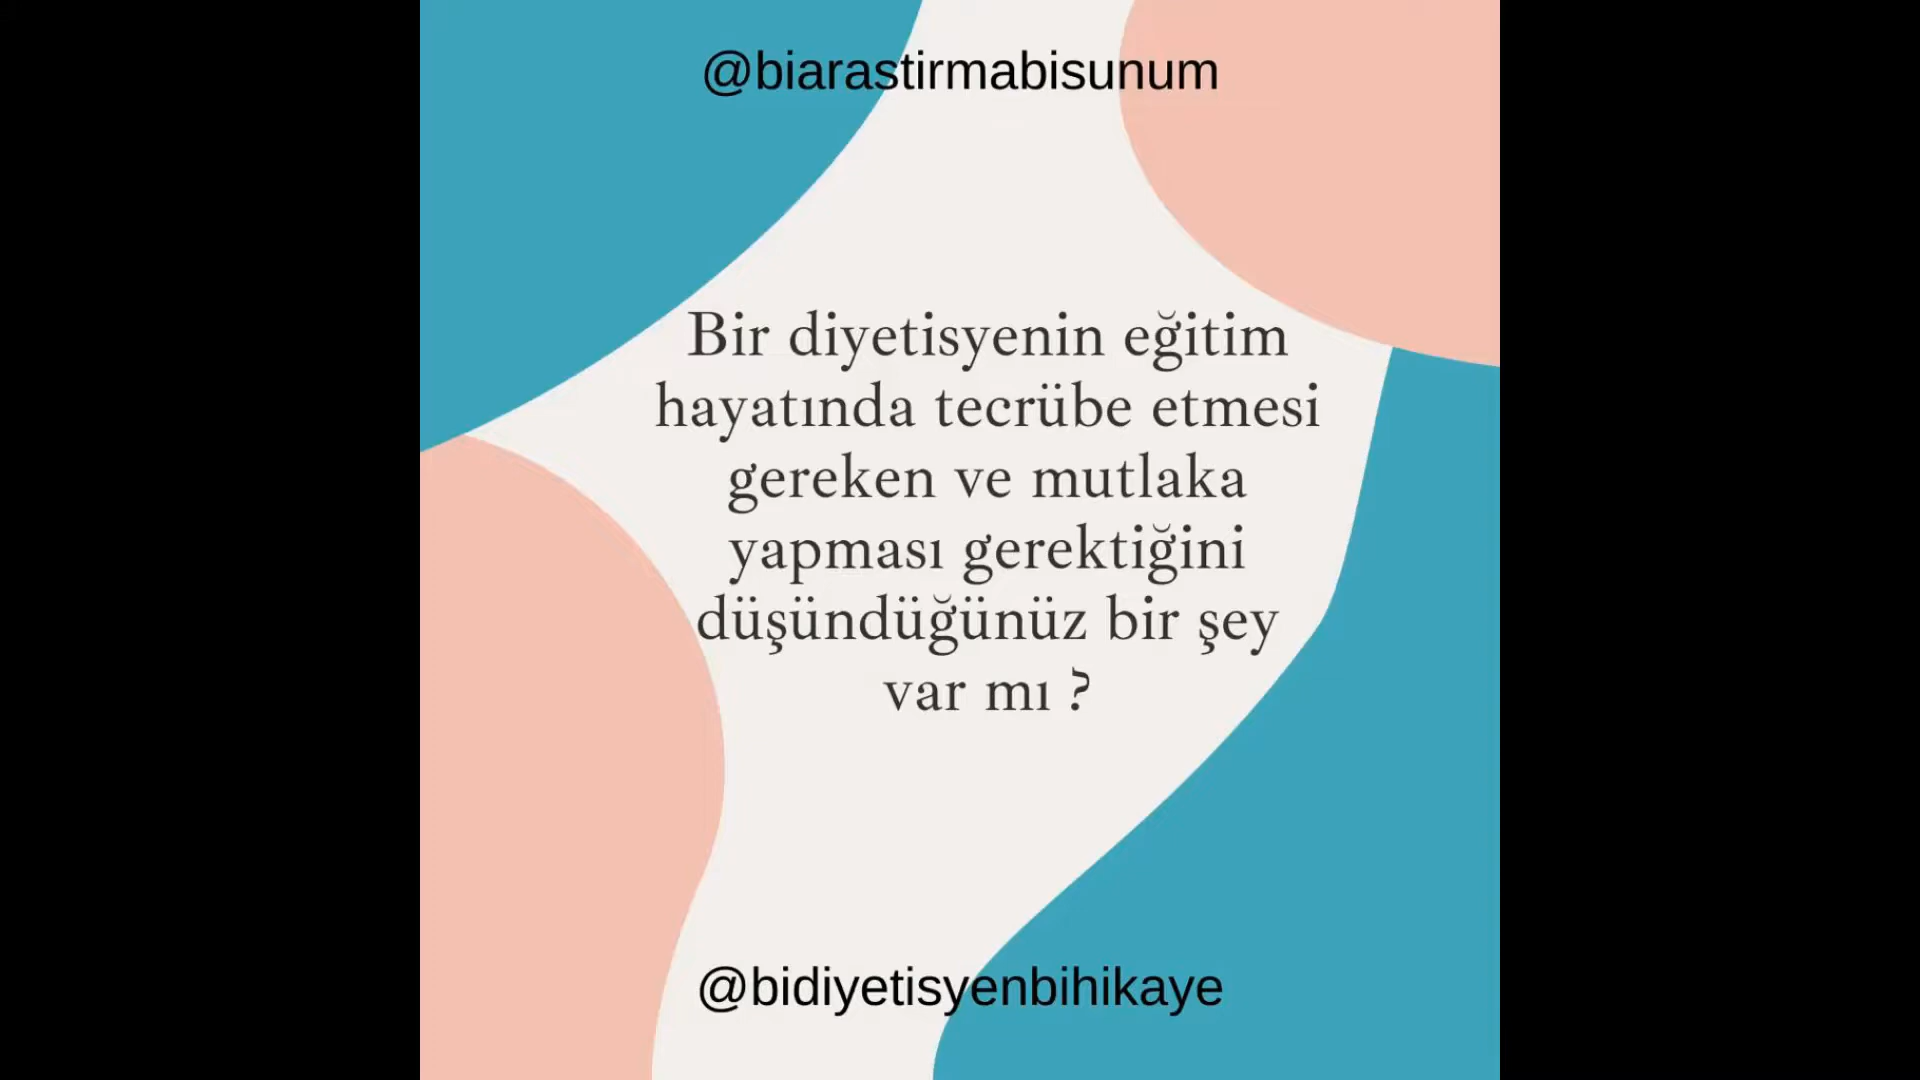 @biarastirmabisunum
Bir diyetisyenin eğitim
hayatında tecrübe etmesi
gereken ve mutlaka
yapması gerektiğini
düşündüğünüz bir şey
var mı ?
@bidiyetisyenbihikaye